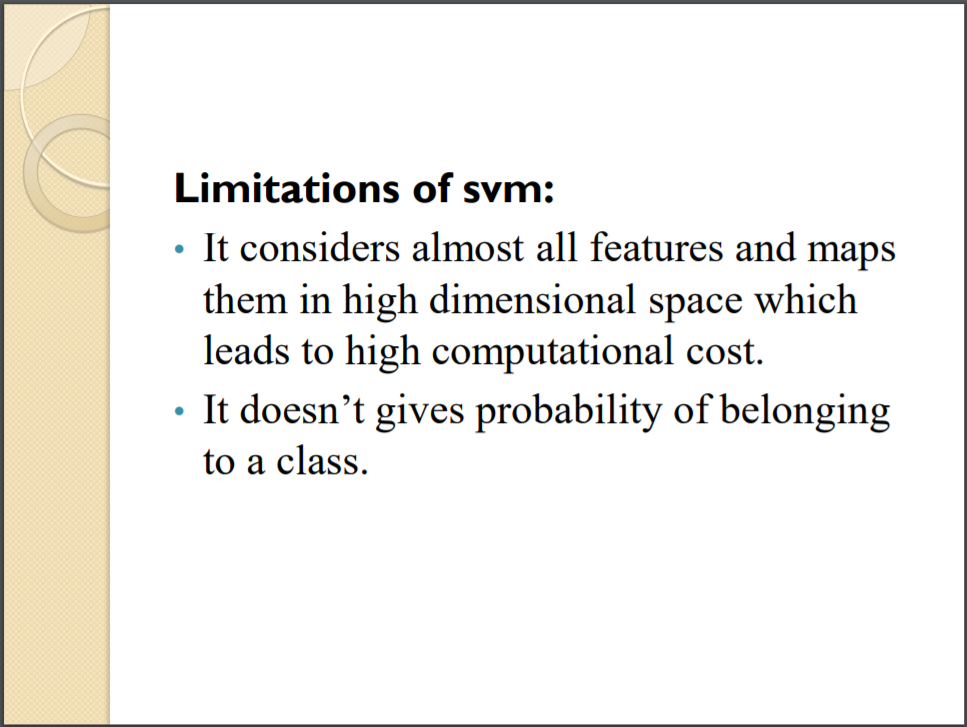 Limitations of svm:
• It considers almost all features and maps
them in high dimensional space which
leads to high computational cost.
• It doesn’t gives probability of belonging
to a class.